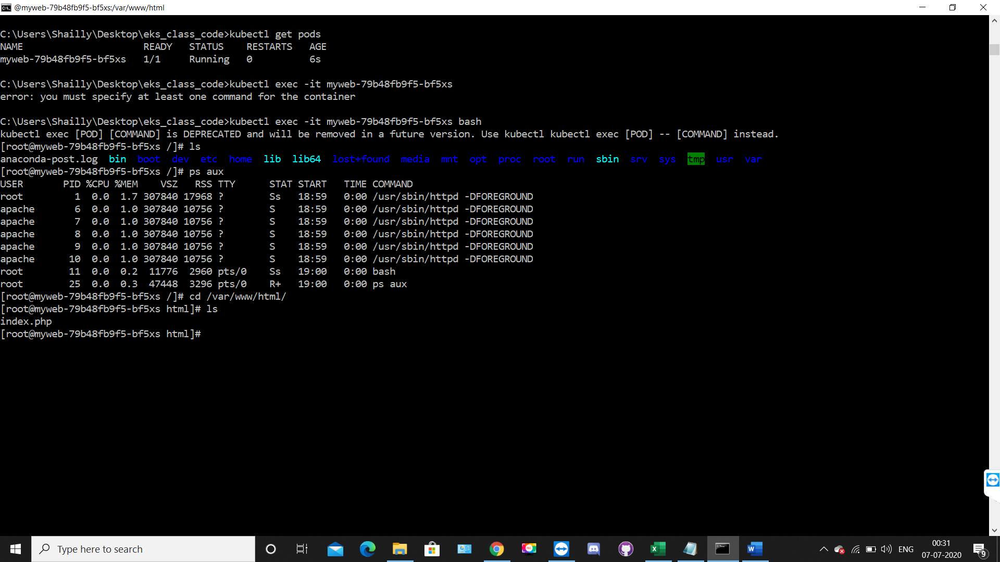 @myweb-79b48fb9f5-bf5xs:/var/www/html
C:\Users\Shailly\Desktop\eks_class_code>kubectl get pods
NAME                     READY   STATUS    RESTARTS   AGE
myweb-79b48fb9f5-bf5xs   1/1     Running   0          6s
C:\Users\Shailly\Desktop\eks_class_code>kubectl exec -it myweb-79b48fb9f5-bf5xs
error: you must specify at least one command for the container
C:\Users\Shailly\Desktop\eks_class_code>kubectl exec -it myweb-79b48fb9f5-bf5xs bash
kubectl exec [POD] [COMMAND] is DEPRECATED and will be removed in a future version. Use kubectl kubectl exec [POD] -- [COMMAND] instead.
[root@myweb-79b48fb9f5-bf5xs /]# ls
anaconda-post.log  bin  boot  dev  etc  home  lib  lib64  lost+found  media  mnt  opt  proc  root  run  sbin  srv  sys  tmp  usr  var
[root@myweb-79b48fb9f5-bf5xs /]# ps aux
USER       PID %CPU %MEM    VSZ   RSS TTY      STAT START   TIME COMMAND
root         1  0.0  1.7 307840 17968 ?        Ss   18:59   0:00 /usr/sbin/httpd -DFOREGROUND
apache       6  0.0  1.0 307840 10756 ?        S    18:59   0:00 /usr/sbin/httpd -DFOREGROUND
apache       7  0.0  1.0 307840 10756 ?        S    18:59   0:00 /usr/sbin/httpd -DFOREGROUND
apache       8  0.0  1.0 307840 10756 ?        S    18:59   0:00 /usr/sbin/httpd -DFOREGROUND
apache       9  0.0  1.0 307840 10756 ?        S    18:59   0:00 /usr/sbin/httpd -DFOREGROUND
apache      10  0.0  1.0 307840 10756 ?        S    18:59   0:00 /usr/sbin/httpd -DFOREGROUND
root        11  0.0  0.2  11776  2960 pts/0    Ss   19:00   0:00 bash
root        25  0.0  0.3  47448  3296 pts/0    R+   19:00   0:00 ps aux
[root@myweb-79b48fb9f5-bf5xs /]# cd /var/www/html/
[root@myweb-79b48fb9f5-bf5xs html]# ls
index.php
[root@myweb-79b48fb9f5-bf5xs html]#
Type here to search
ENG
00:31
07-07-2020
9